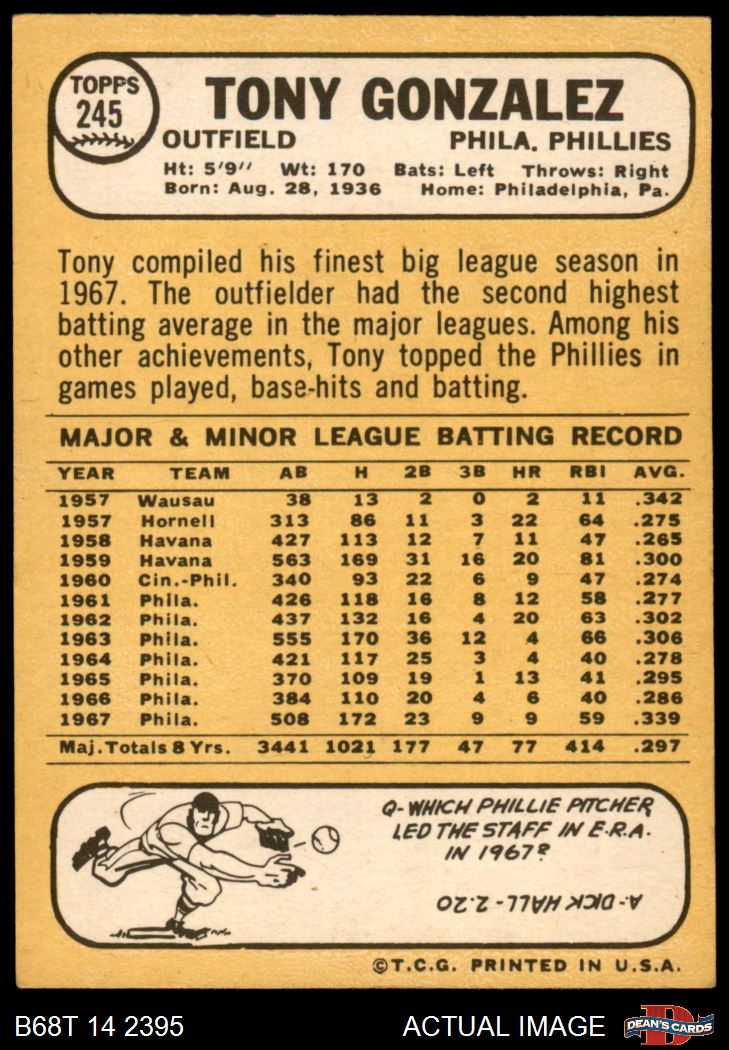 TOPPS
245
TONY GONZALEZ
OUTFIELD PHILA. PHILLIES
Ht: 5'9" Wt: 170 Bats: Left Throws: Right
Born: Aug. 28, 1936 Home: Philadelphia, Pa.
Tony compiled his finest big league season in
1967. The outfielder had the second highest
batting average in the major leagues. Among his
other achievements, Tony topped the Phillies in
games played, base-hits and batting.
MAJOR & MINOR LEAGUE BATTING RECORD
YEAR TEAM AB H 2B 3B HR RBI AVG.
1957 Wausau 38 13 2 0 2 11 .342
1957 Hornell 313 86 11 3 22 64 .275
1958 Havana 427 113 12 7 11 47 .265
1959 Havana 563 169 31 16 20 81 .300
1960 Cin.-Phil. 340 93 22 6 9 47 .274
1961 Phila. 426 118 16 8 12 58 .277
1962 Phila. 437 132 16 4 20 63 .302
1963 Phila. 555 170 36 12 4 66 .306
1964 Phila. 421 117 25 3 4 40 .278
1965 Phila. 370 109 19 1 13 41 .295
1966 Phila. 384 110 20 4 6 40 .286
1967 Phila. 508 172 23 9 9 59 .339
Maj. Totals 8 Yrs. 3441 1021 177 47 77 414 .297
Q-WHICH PHILLIE PITCHER
LED THE STAFF IN E.R.A.
IN 1967?
A-DICK HALL-2.20
©T.C.G. PRINTED IN U.S.A.
B68T 14 2395 ACTUAL IMAGE
D
DEAN'S CARDS